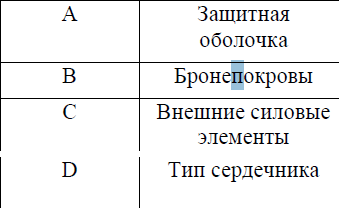 A Защитная
оболочка
B Бронепокровы
C Внешние силовые
элементы
D Тип сердечника